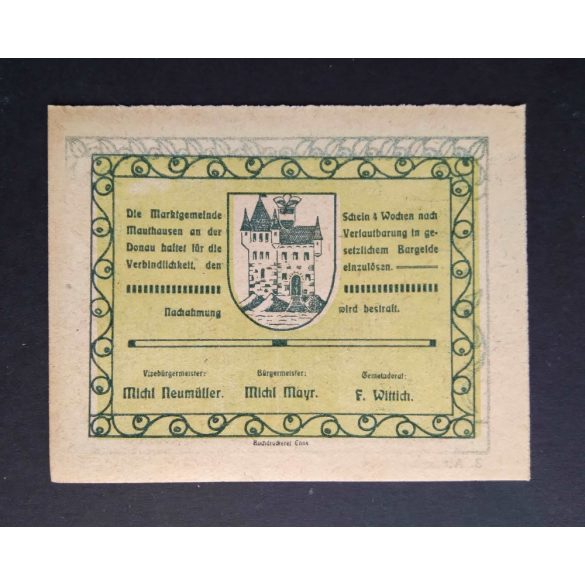 Die Marktgemeinde
Mauthausen an der
Donau haftet für die
Verbindlichkeit, den
Schein 4 Wochen nach
Verlautbarung in ge-
setzlichem Bargelde
einzulösn.
Nachahmung wird bestraft.
Vizebürgermeister: Bürgermeister: Gemeinderat:
Michl Neumüller. Michl Mayr. F. Wittich.
Buchdruckerei Enns